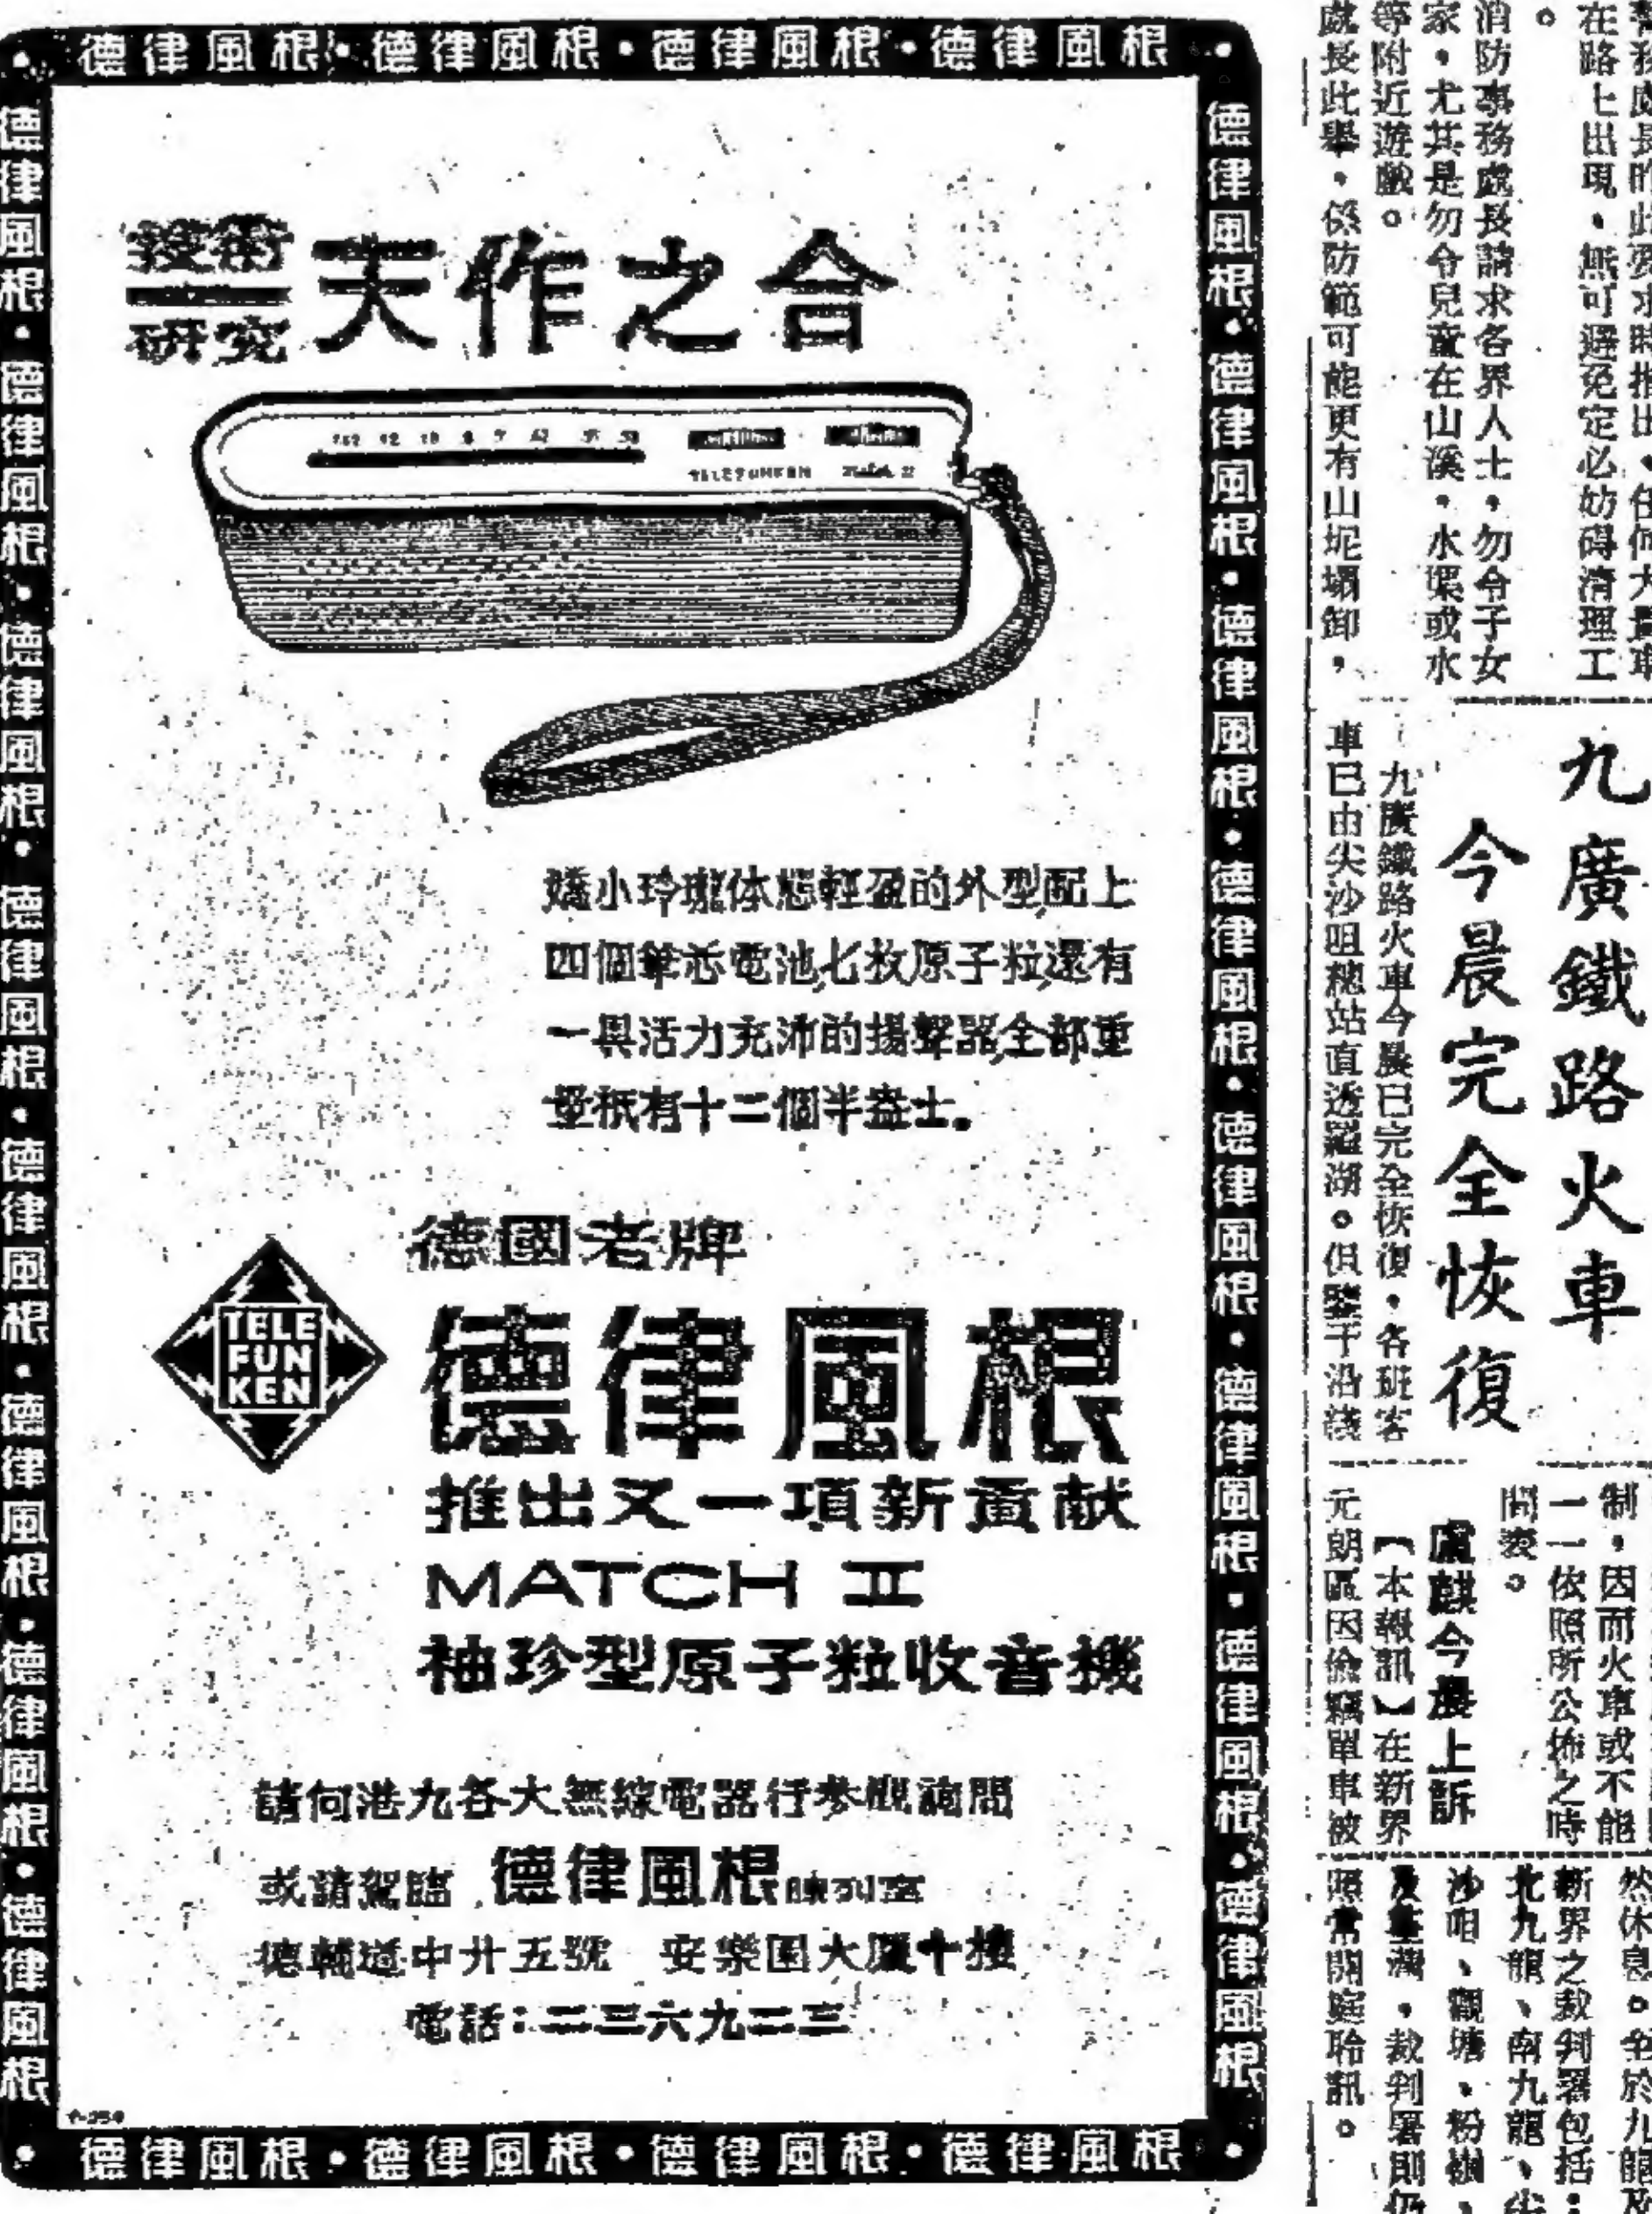 德律風根・德律風根・德律風根・德律風根
技術
研究
天作之合
TELEFUNKEN
嬌小玲瓏体態輕盈的外型配上
四個筆芯電池七枚原子粒還有
一具活力充沛的揚聲器全部重
量祇有十二個半盎士。
德國老牌
TELE
FUN
KEN
德律風根
推出又一項新貢献
MATCH II
袖珍型原子粒收音機
請向港九各大無線電器行參觀詢問
或請駕臨 德律風根陳列室
德輔道中廿五號 安樂園大廈十樓
電話：二三六九二三
德律風根・德律風根・德律風根・德律風根
在路上出現，無可避免定必妨碍清理工
。
消防事務處長請求各界人士，勿令子女
家，尤其是勿令兒童在山溪，水渠或水
等附近遊戲。
處長此舉，係防範可能更有山坭塌卸，
九廣鐵路火車
今晨完全恢復
九廣鐵路火車今晨已完全恢復，各班客
車已由尖沙咀總站直透羅湖。但鑒于沿綫
制，因而火車或不能
一一依照所公佈之時
間表。
麒今晨上訴
【本報訊】在新界
元朗區因偷竊單車被
然休息。至於九龍及
新界之裁判署包括：
北九龍、南九龍、尖
沙咀、觀塘、粉嶺、
及荃灣，裁判署則仍
照常開庭聆訊。